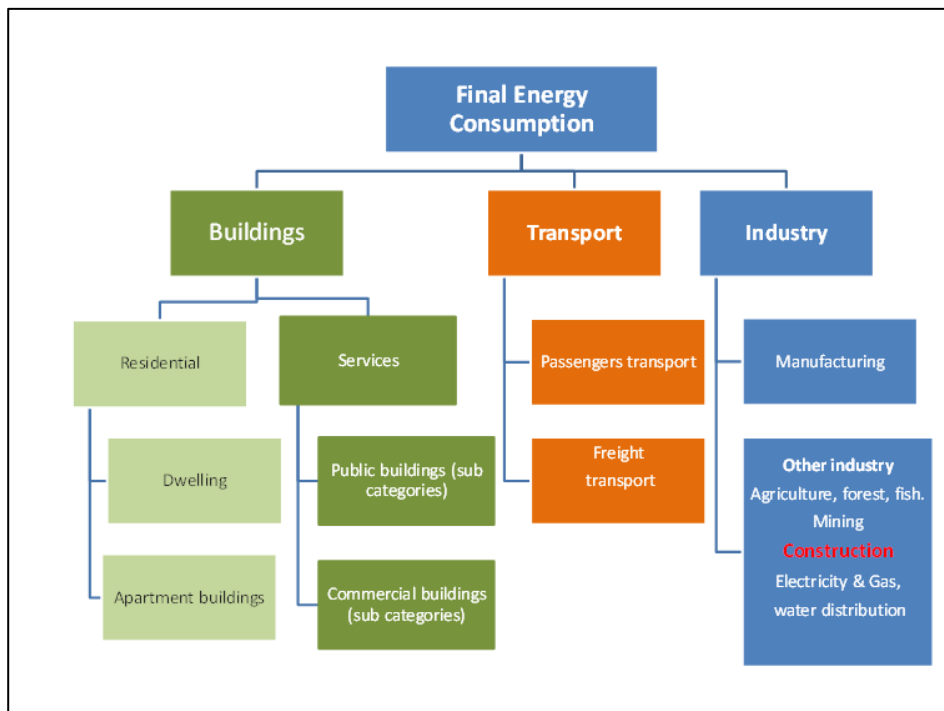 Final Energy
Consumption
Buildings
Transport
Industry
Residential
Services
Passengers transport
Manufacturing
Dwelling
Public buildings (sub
categories)
Freight
transport
Other industry
Agriculture, forest, fish.
Mining
Construction
Electricity & Gas,
water distribution
Apartment buildings
Commercial buildings
(sub categories)